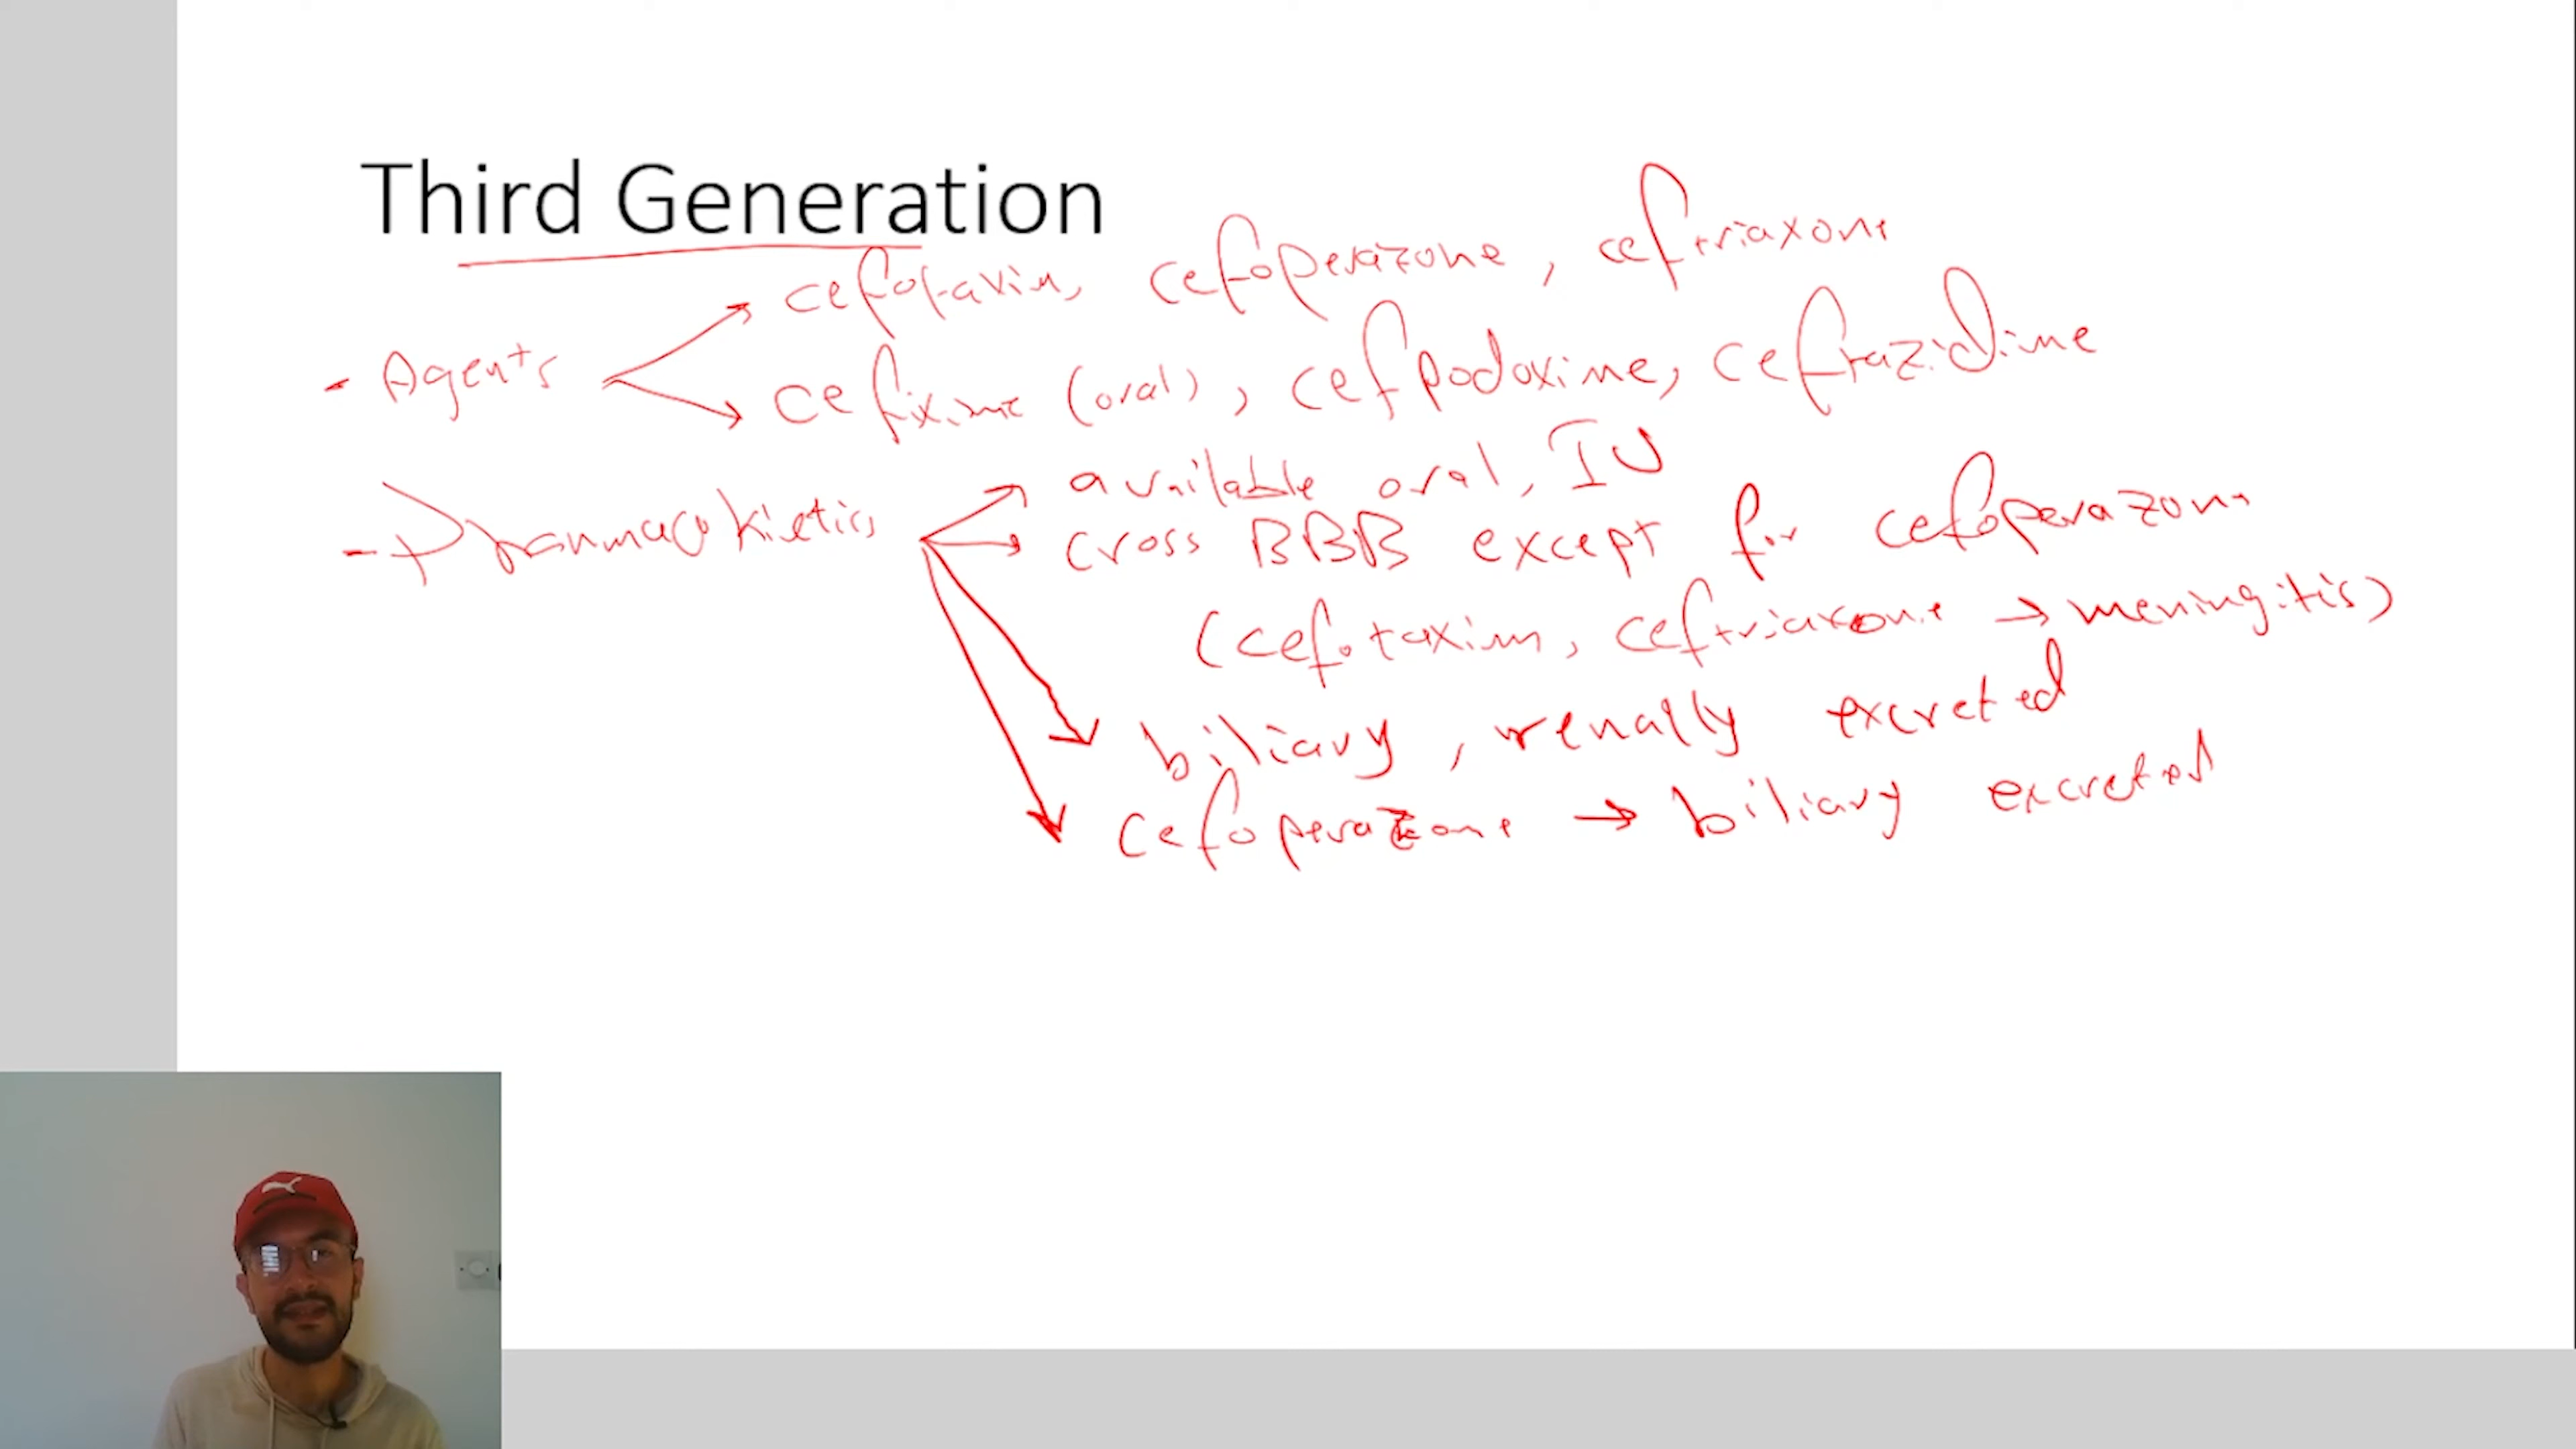 Third Generation
cefotaxim, cefoperazone, ceftriaxone
- Agents
cefixime (oral), cefpodoxime, ceftazidime
available oral, IV
- Pharmacokietics
cross BBB except for cefoperazone
(cefotaxim, ceftriaxone → meningitis)
biliary, renally excreted
cefoperazone → biliary excreted